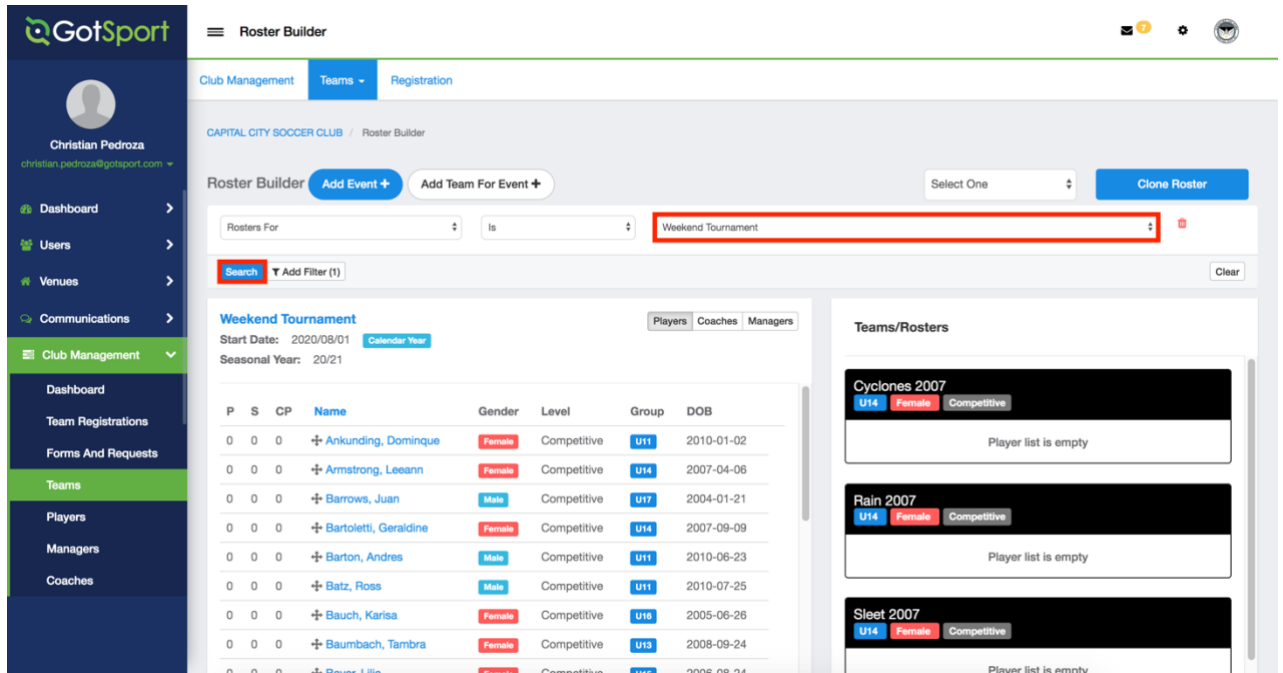 GotSport
Roster Builder
7
Club Management Teams Registration
Christian Pedroza
christian.pedroza@gotsport.com
CAPITAL CITY SOCCER CLUB / Roster Builder
Roster Builder Add Event + Add Team For Event + Select One Clone Roster
Rosters For Is Weekend Tournament
Search Add Filter (1) Clear
Dashboard
Users
Venues
Communications
Club Management
Dashboard
Team Registrations
Forms And Requests
Teams
Players
Managers
Coaches
Weekend Tournament Players Coaches Managers
Start Date: 2020/08/01 Calendar Year
Seasonal Year: 20/21
P S CP Name Gender Level Group DOB
0 0 0 Ankunding, Dominque Female Competitive U11 2010-01-02
0 0 0 Armstrong, Leeann Female Competitive U14 2007-04-06
0 0 0 Barrows, Juan Male Competitive U17 2004-01-21
0 0 0 Bartoletti, Geraldine Female Competitive U14 2007-09-09
0 0 0 Barton, Andres Male Competitive U11 2010-06-23
0 0 0 Batz, Ross Male Competitive U11 2010-07-25
0 0 0 Bauch, Karisa Female Competitive U16 2005-06-26
0 0 0 Baumbach, Tambra Female Competitive U13 2008-09-24
Teams/Rosters
Cyclones 2007
U14 Female Competitive
Player list is empty
Rain 2007
U14 Female Competitive
Player list is empty
Sleet 2007
U14 Female Competitive
Player list is empty